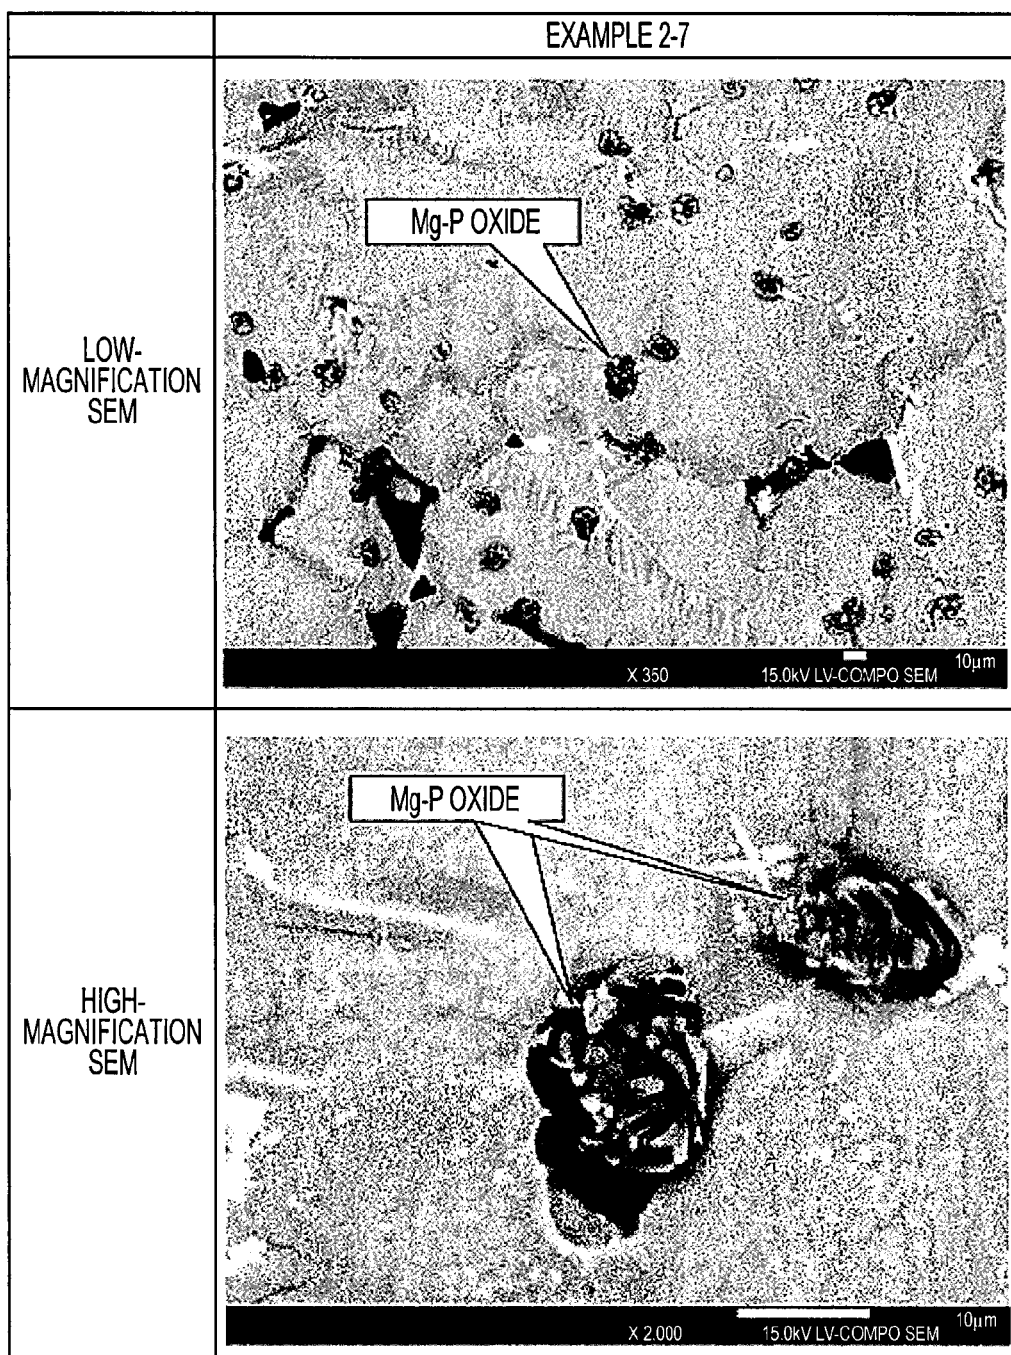 EXAMPLE 2-7
LOW-
MAGNIFICATION
SEM
Mg-P OXIDE
X 350
15.0kV LV-COMPO SEM
10μm
HIGH-
MAGNIFICATION
SEM
Mg-P OXIDE
X 2.000
15.0kV LV-COMPO SEM
10μm